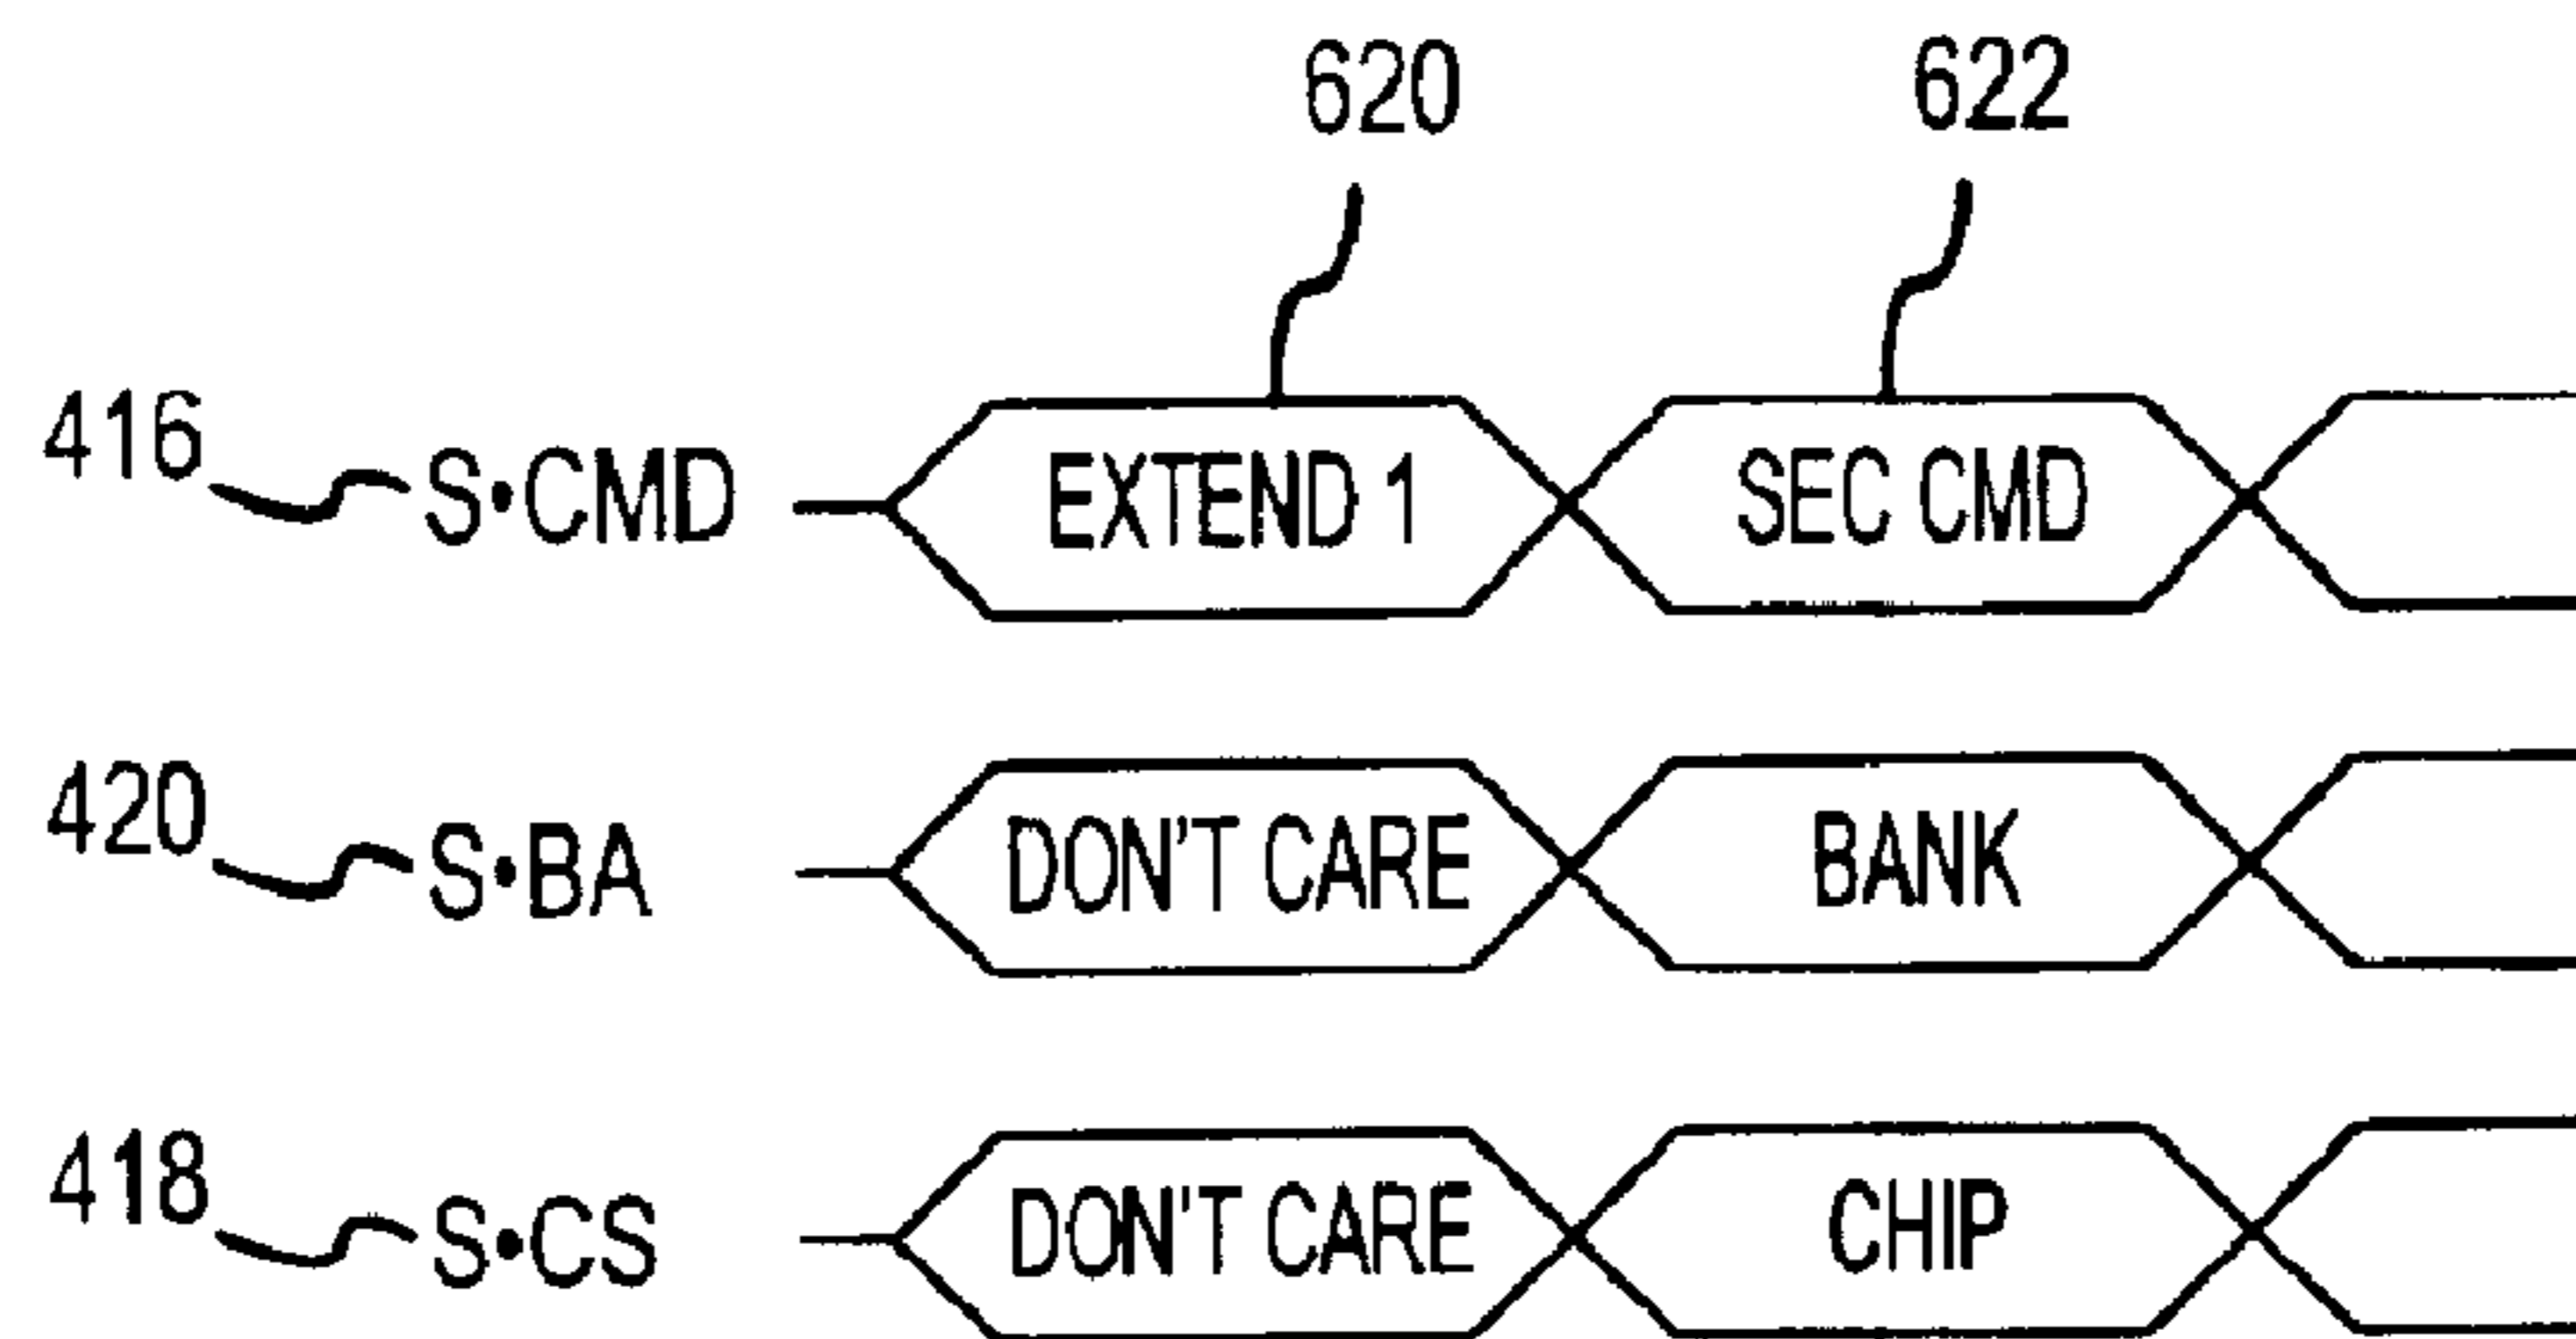 620 622
416 S•CMD EXTEND 1 SEC CMD
420 S•BA DON'T CARE BANK
418 S•CS DON'T CARE CHIP